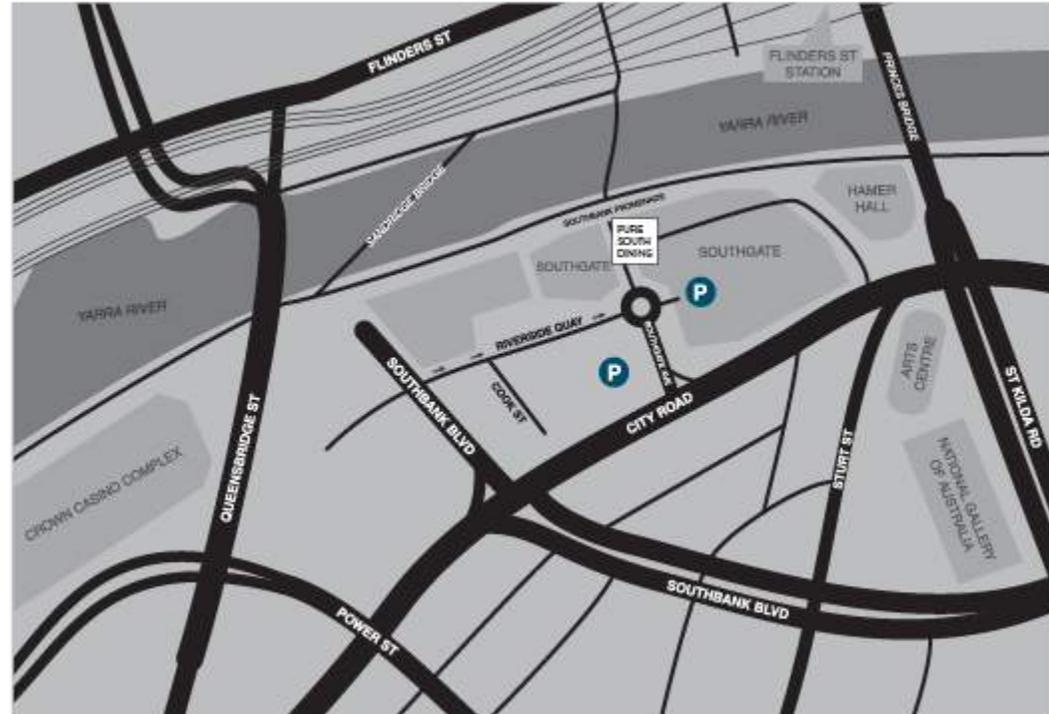 FLINDERS ST
FLINDERS ST
STATION
PRINCES BRIDGE
YARRA RIVER
SANDRIDGE BRIDGE
HAMER
HALL
SOUTHBANK PROMENADE
PURE
SOUTH
DINING
SOUTHGATE
SOUTHGATE
P
YARRA RIVER
RIVERSIDE QUAY
SOUTHGATE AVE
P
ARTS
CENTRE
ST KILDA RD
SOUTHBANK BLVD
COOK ST
CITY ROAD
QUEENSBRIDGE ST
STURT ST
CROWN CASINO COMPLEX
NATIONAL GALLERY
OF AUSTRALIA
SOUTHBANK BLVD
POWER ST